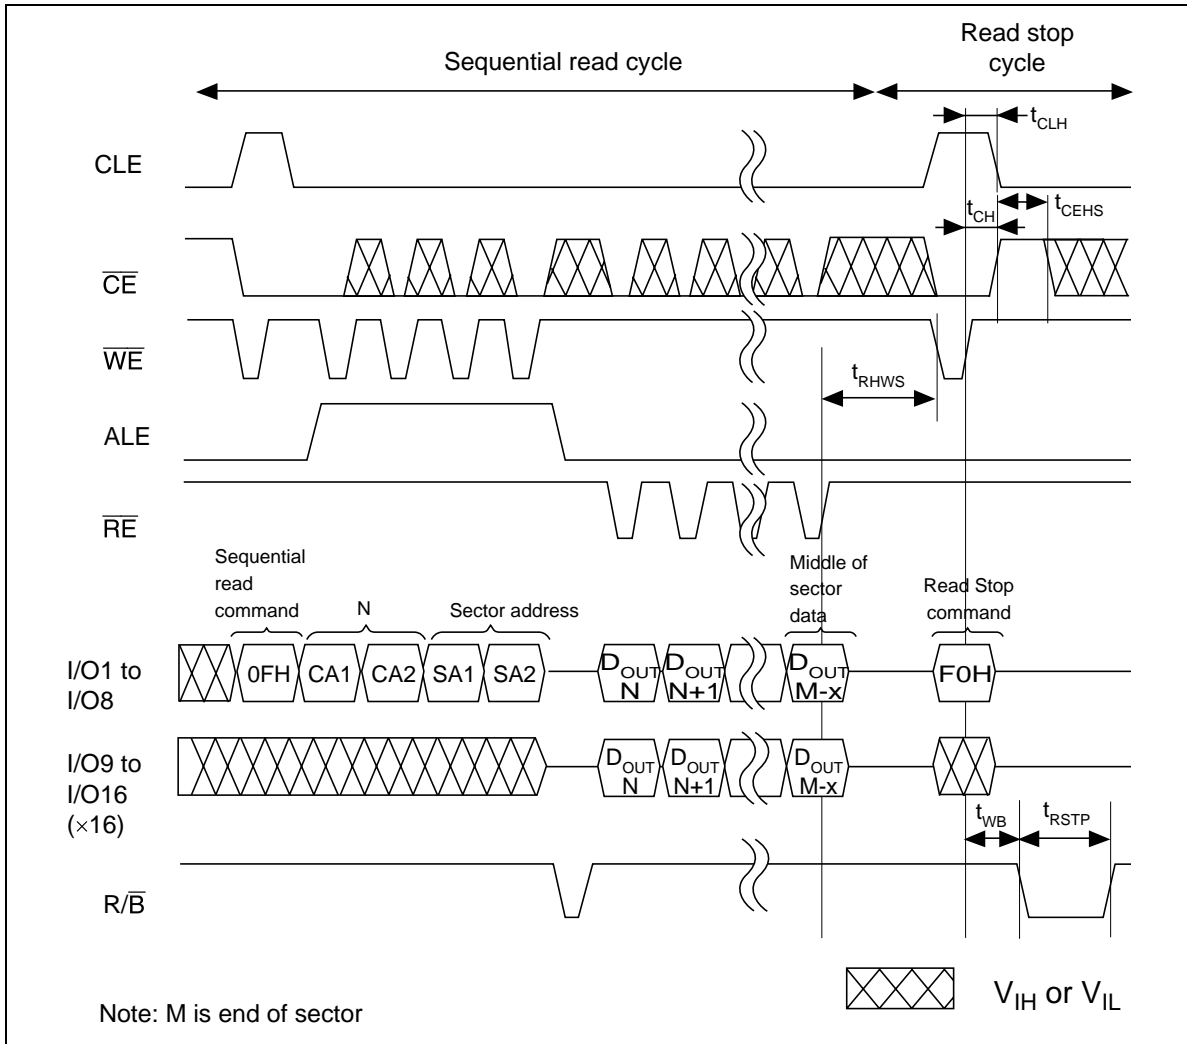 Sequential read cycle
Read stop
cycle
tCLH
CLE
tCH
tCEHS
CE
WE
tRHWS
ALE
RE
Sequential
read
command
N
Sector address
Middle of
sector
data
Read Stop
command
I/O1 to
I/O8
0FH
CA1
CA2
SA1
SA2
DOUT
N
DOUT
N+1
DOUT
M-x
F0H
I/O9 to
I/O16
(×16)
DOUT
N
DOUT
N+1
DOUT
M-x
tWB
tRSTP
R/B
VIH or VIL
Note: M is end of sector